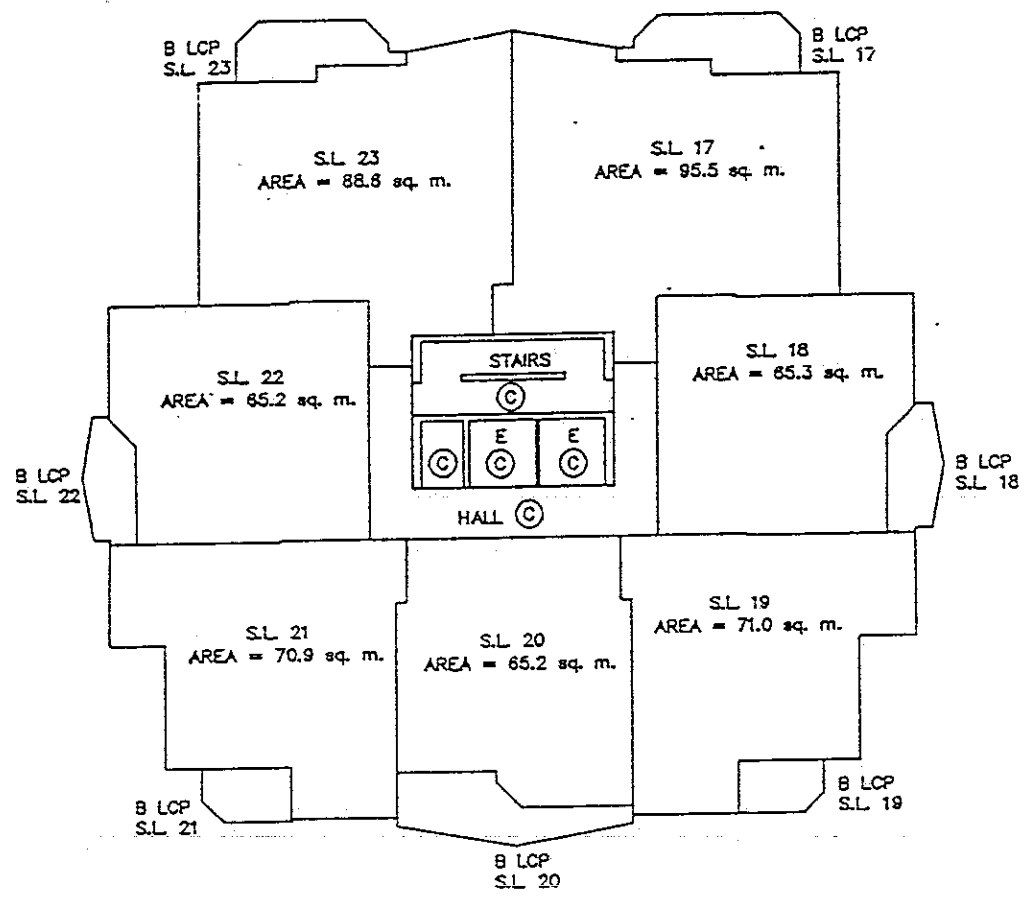 B LCP
S.L. 23
B LCP
S.L. 17
S.L. 23
AREA = 88.6 sq. m.
S.L. 17
AREA = 95.5 sq. m.
STAIRS
C
S.L. 22
AREA = 65.2 sq. m.
S.L. 18
AREA = 65.3 sq. m.
E
E
C
C
C
B LCP
S.L. 22
B LCP
S.L. 18
HALL C
S.L. 21
AREA = 70.9 sq. m.
S.L. 20
AREA = 65.2 sq. m.
S.L. 19
AREA = 71.0 sq. m.
B LCP
S.L. 21
B LCP
S.L. 19
B LCP
S.L. 20